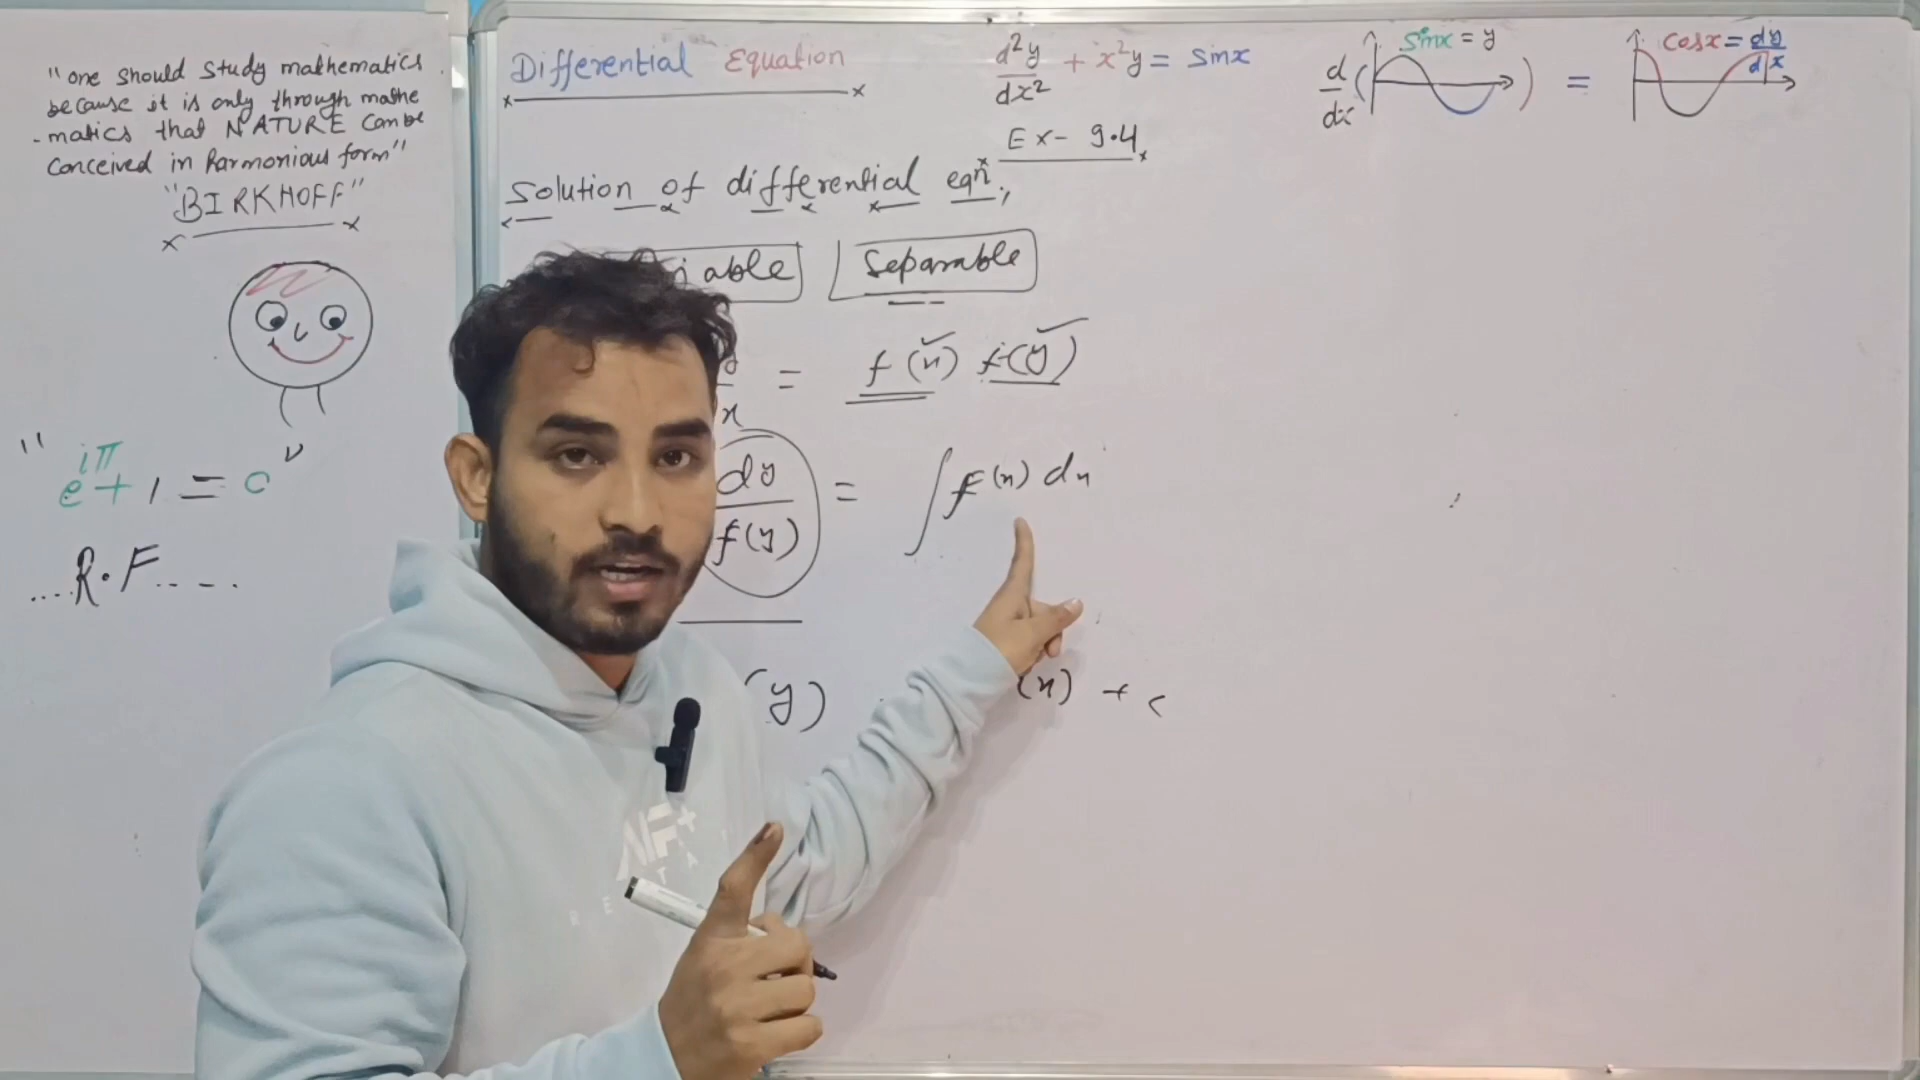 "one should study mathematics
because it is only through mathe
-matics that NATURE can be
conceived in harmonious form"
"BIRKHOFF"
" e^{iπ} + 1 = 0 "
....R.F....
Differential Equation
d²y/dx² + x²y = sinx
Ex- 9.4
Solution of differential eqn.,
able Separable
= f(x) f(y)
x
dy/f(y) = ∫ f(x) dx
(y) (x) + c
d/dx ( sinx = y ) = cosx = dy/dx